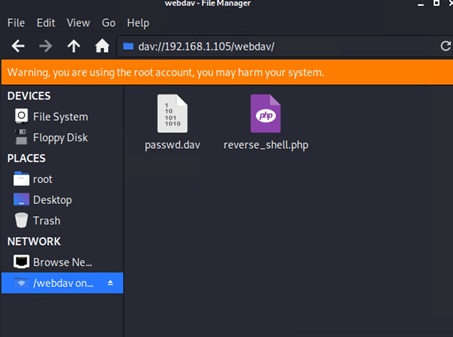 webdav - File Manager
File Edit View Go Help
dav://192.168.1.105/webdav/
Warning, you are using the root account, you may harm your system.
DEVICES
File System
Floppy Disk
PLACES
root
Desktop
Trash
NETWORK
Browse Ne...
/webdav on...
1
10
101
1010
passwd.dav
php
reverse_shell.php